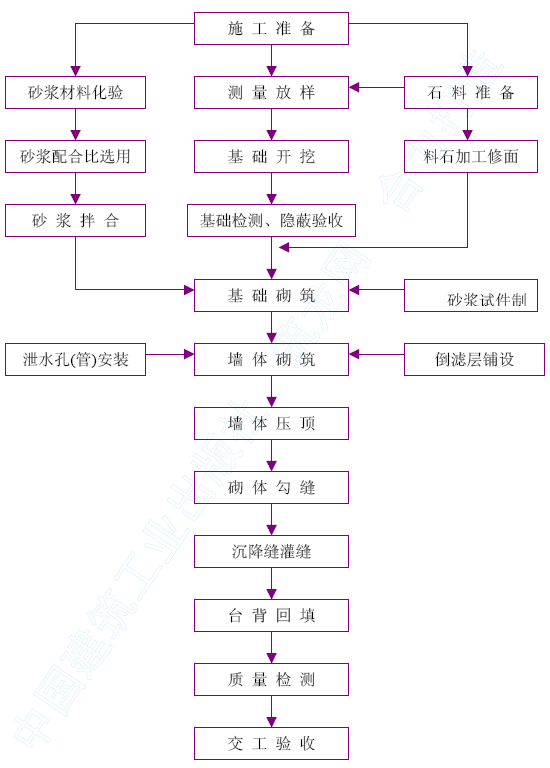 施工准备
砂浆材料化验
测量放样
石料准备
砂浆配合比选用
基础开挖
料石加工修面
砂浆拌合
基础检测、隐蔽验收
基础砌筑
砂浆试件制
泄水孔(管)安装
墙体砌筑
倒滤层铺设
墙体压顶
砌体勾缝
沉降缝灌缝
台背回填
质量检测
交工验收